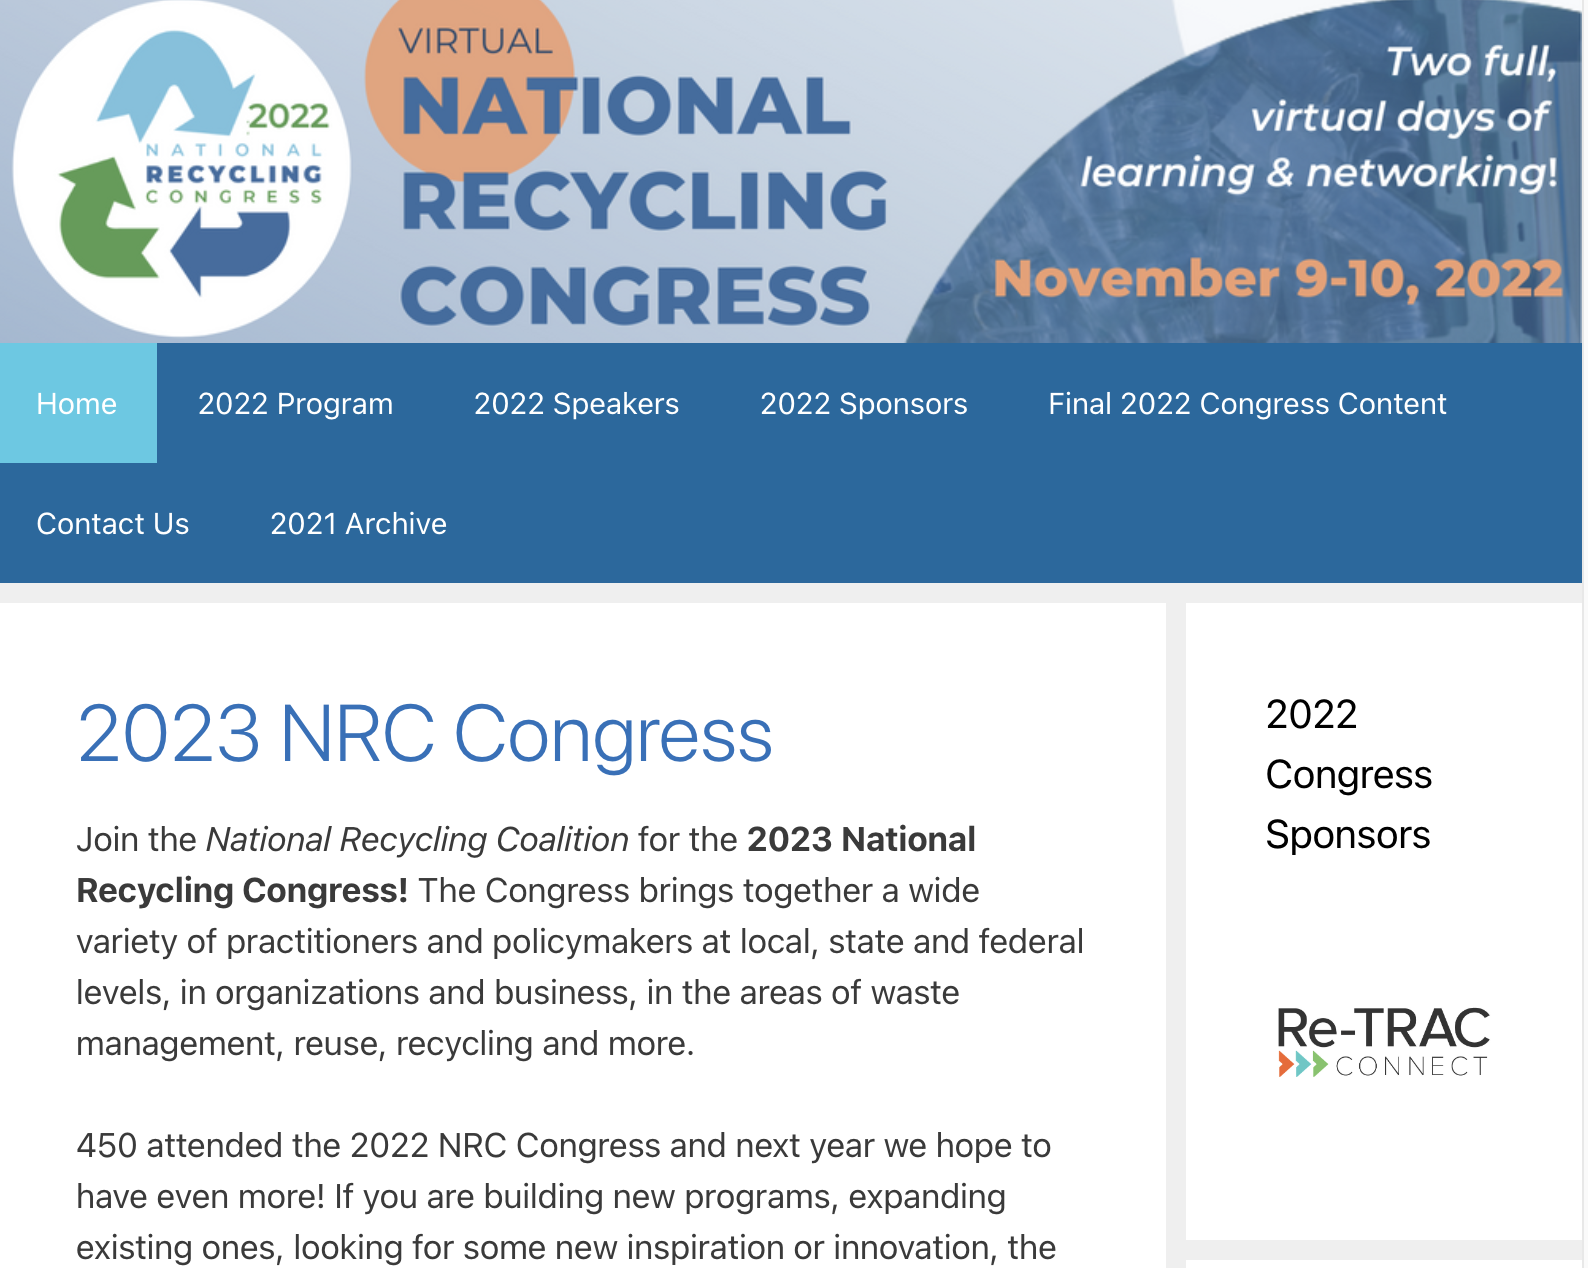 2022
NATIONAL
RECYCLING
CONGRESS
VIRTUAL
NATIONAL
RECYCLING
CONGRESS
Two full,
virtual days of
learning & networking!
November 9-10, 2022
Home
2022 Program
2022 Speakers
2022 Sponsors
Final 2022 Congress Content
Contact Us
2021 Archive
2023 NRC Congress
Join the National Recycling Coalition for the 2023 National
Recycling Congress! The Congress brings together a wide
variety of practitioners and policymakers at local, state and federal
levels, in organizations and business, in the areas of waste
management, reuse, recycling and more.
450 attended the 2022 NRC Congress and next year we hope to
have even more! If you are building new programs, expanding
existing ones, looking for some new inspiration or innovation, the
2022
Congress
Sponsors
Re-TRAC
CONNECT